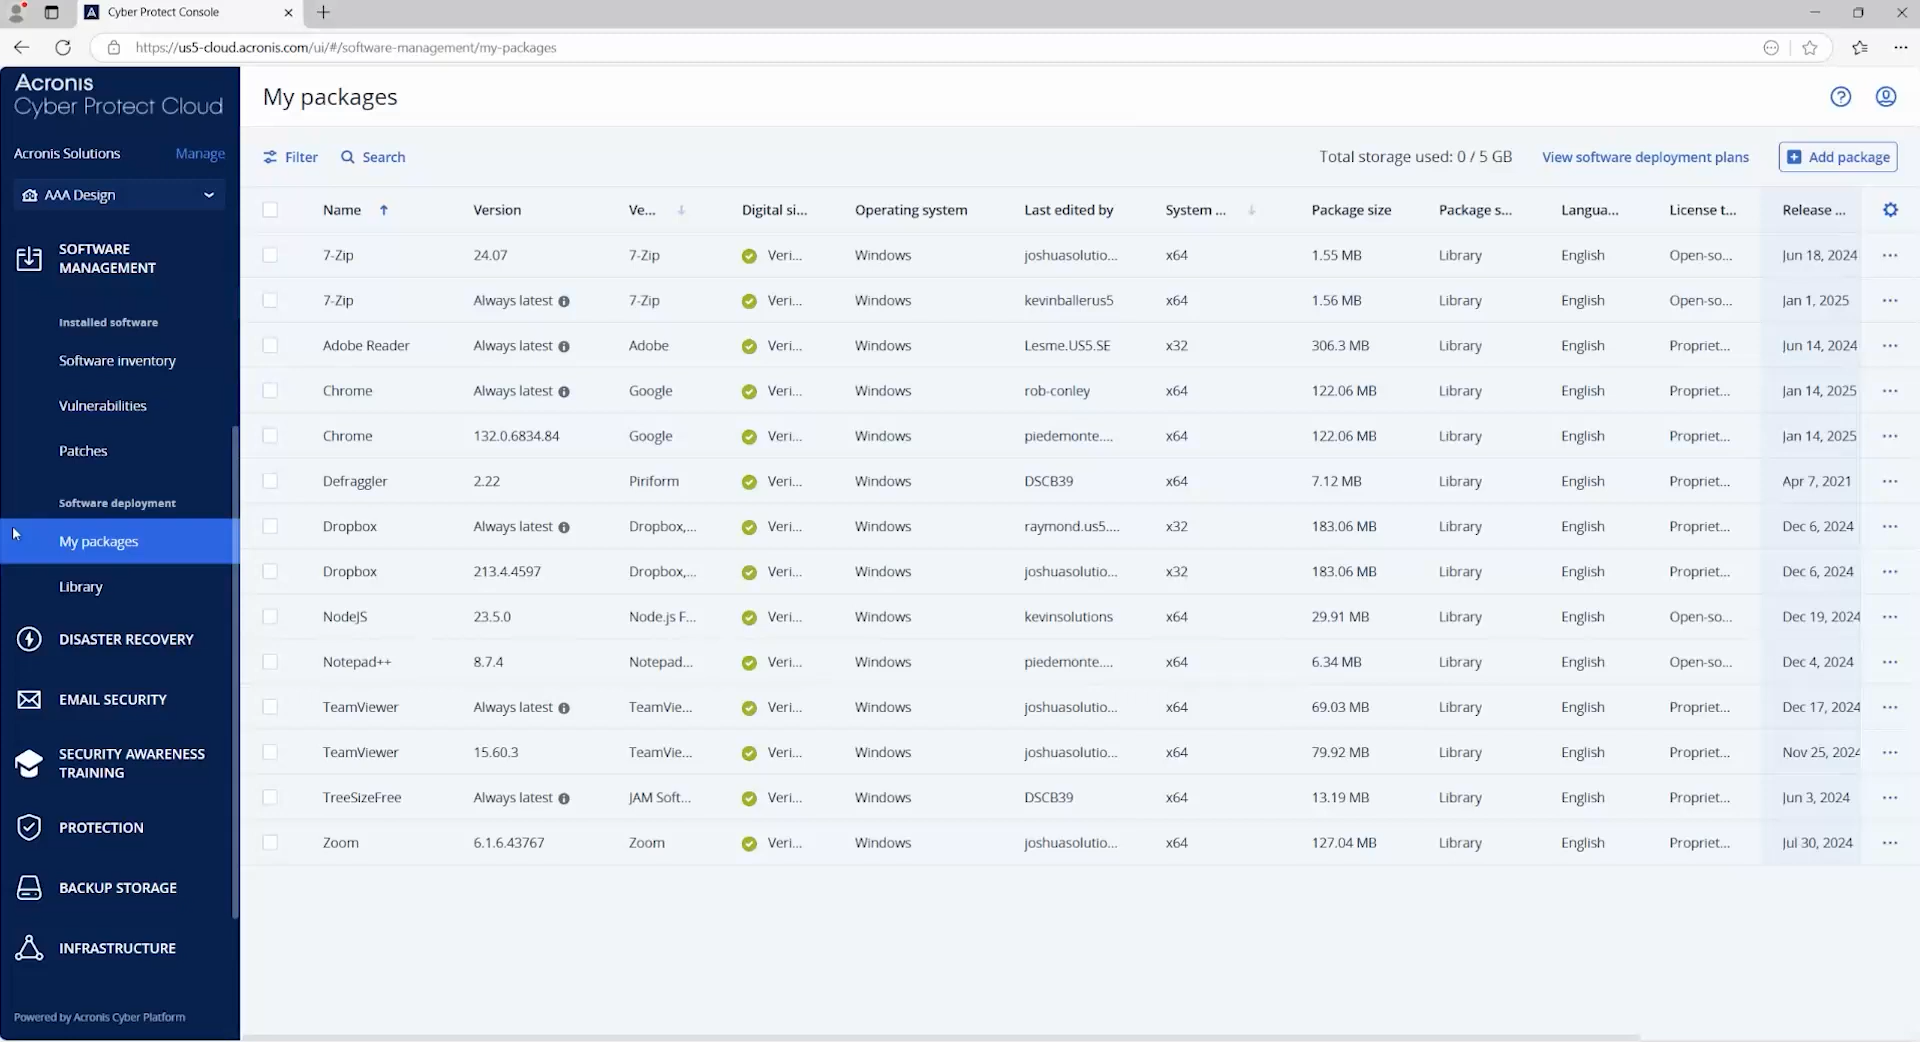 Cyber Protect Console
https://us5-cloud.acronis.com/ui/#/software-management/my-packages
Acronis
Cyber Protect Cloud
Acronis Solutions Manage
AAA Design
SOFTWARE
MANAGEMENT
Installed software
Software inventory
Vulnerabilities
Patches
Software deployment
My packages
Library
DISASTER RECOVERY
EMAIL SECURITY
SECURITY AWARENESS
TRAINING
PROTECTION
BACKUP STORAGE
INFRASTRUCTURE
Powered by Acronis Cyber Platform
My packages
Filter Search Total storage used: 0 / 5 GB View software deployment plans Add package
Name Version Ve... Digital si... Operating system Last edited by System ... Package size Package s... Langua... License t... Release ...
7-Zip 24.07 7-Zip Veri... Windows joshuasolutio... x64 1.55 MB Library English Open-so... Jun 18, 2024
7-Zip Always latest 7-Zip Veri... Windows kevinballerus5 x64 1.56 MB Library English Open-so... Jan 1, 2025
Adobe Reader Always latest Adobe Veri... Windows Lesme.US5.SE x32 306.3 MB Library English Propriet... Jun 14, 2024
Chrome Always latest Google Veri... Windows rob-conley x64 122.06 MB Library English Propriet... Jan 14, 2025
Chrome 132.0.6834.84 Google Veri... Windows piedemonte.... x64 122.06 MB Library English Propriet... Jan 14, 2025
Defraggler 2.22 Piriform Veri... Windows DSCB39 x64 7.12 MB Library English Propriet... Apr 7, 2021
Dropbox Always latest Dropbox,... Veri... Windows raymond.us5.... x32 183.06 MB Library English Propriet... Dec 6, 2024
Dropbox 213.4.4597 Dropbox,... Veri... Windows joshuasolutio... x32 183.06 MB Library English Propriet... Dec 6, 2024
NodeJS 23.5.0 Node.js F... Veri... Windows kevinsolutions x64 29.91 MB Library English Open-so... Dec 19, 2024
Notepad++ 8.7.4 Notepad... Veri... Windows piedemonte.... x64 6.34 MB Library English Open-so... Dec 4, 2024
TeamViewer Always latest TeamVie... Veri... Windows joshuasolutio... x64 69.03 MB Library English Propriet... Dec 17, 2024
TeamViewer 15.60.3 TeamVie... Veri... Windows joshuasolutio... x64 79.92 MB Library English Propriet... Nov 25, 2024
TreeSizeFree Always latest JAM Soft... Veri... Windows DSCB39 x64 13.19 MB Library English Propriet... Jun 3, 2024
Zoom 6.1.6.43767 Zoom Veri... Windows joshuasolutio... x64 127.04 MB Library English Propriet... Jul 30, 2024